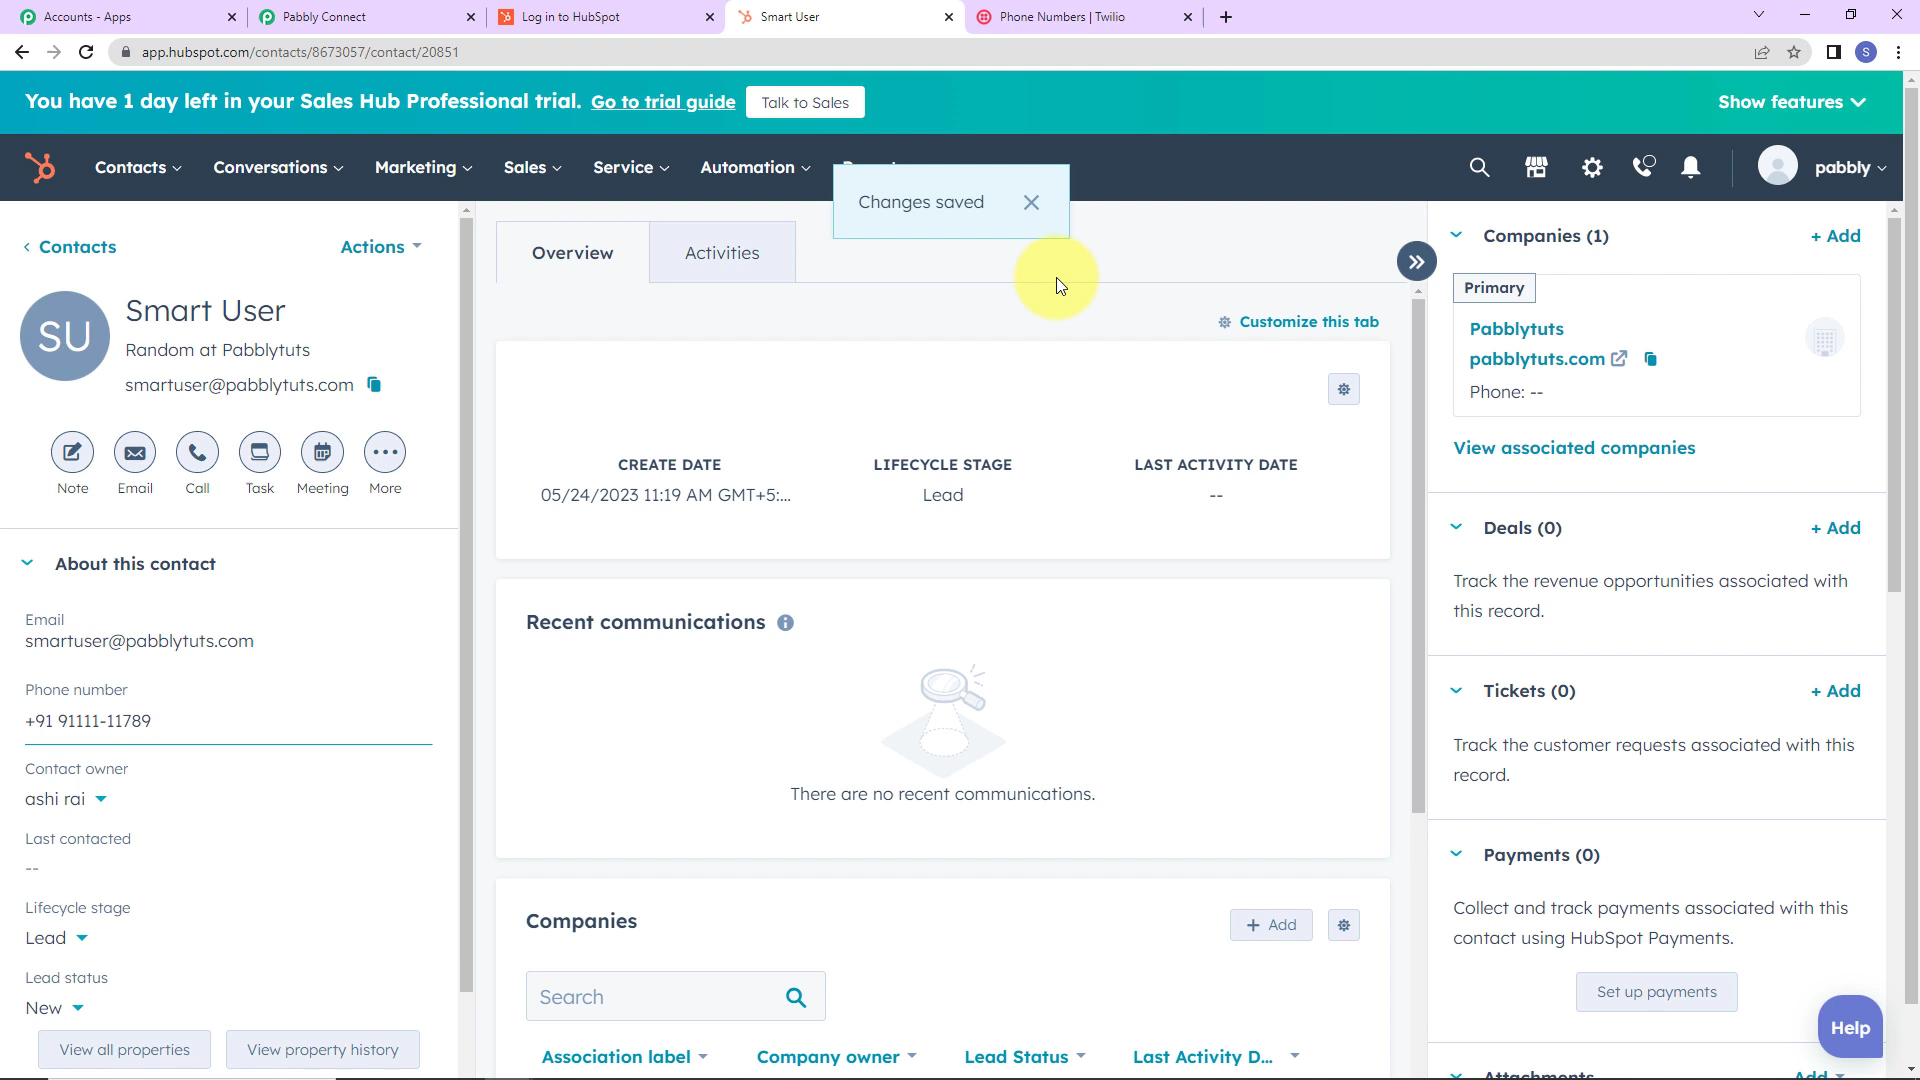 Accounts - Apps
Pabbly Connect
Log in to HubSpot
Smart User
Phone Numbers | Twilio
app.hubspot.com/contacts/8673057/contact/20851
S
You have 1 day left in your Sales Hub Professional trial. Go to trial guide
Talk to Sales
Show features
Contacts
Conversations
Marketing
Sales
Service
Automation
pabbly
Changes saved
Contacts
Actions
SU
Smart User
Random at Pabblytuts
smartuser@pabblytuts.com
Note
Email
Call
Task
Meeting
More
About this contact
Email
smartuser@pabblytuts.com
Phone number
+91 91111-11789
Contact owner
ashi rai
Last contacted
--
Lifecycle stage
Lead
Lead status
New
View all properties
View property history
Overview
Activities
Customize this tab
CREATE DATE
05/24/2023 11:19 AM GMT+5:...
LIFECYCLE STAGE
Lead
LAST ACTIVITY DATE
--
Recent communications
There are no recent communications.
Companies
+ Add
Search
Association label
Company owner
Lead Status
Last Activity D...
Companies (1)
+ Add
Primary
Pabblytuts
pabblytuts.com
Phone: --
View associated companies
Deals (0)
+ Add
Track the revenue opportunities associated with
this record.
Tickets (0)
+ Add
Track the customer requests associated with this
record.
Payments (0)
Collect and track payments associated with this
contact using HubSpot Payments.
Set up payments
Help
Attachments
Add